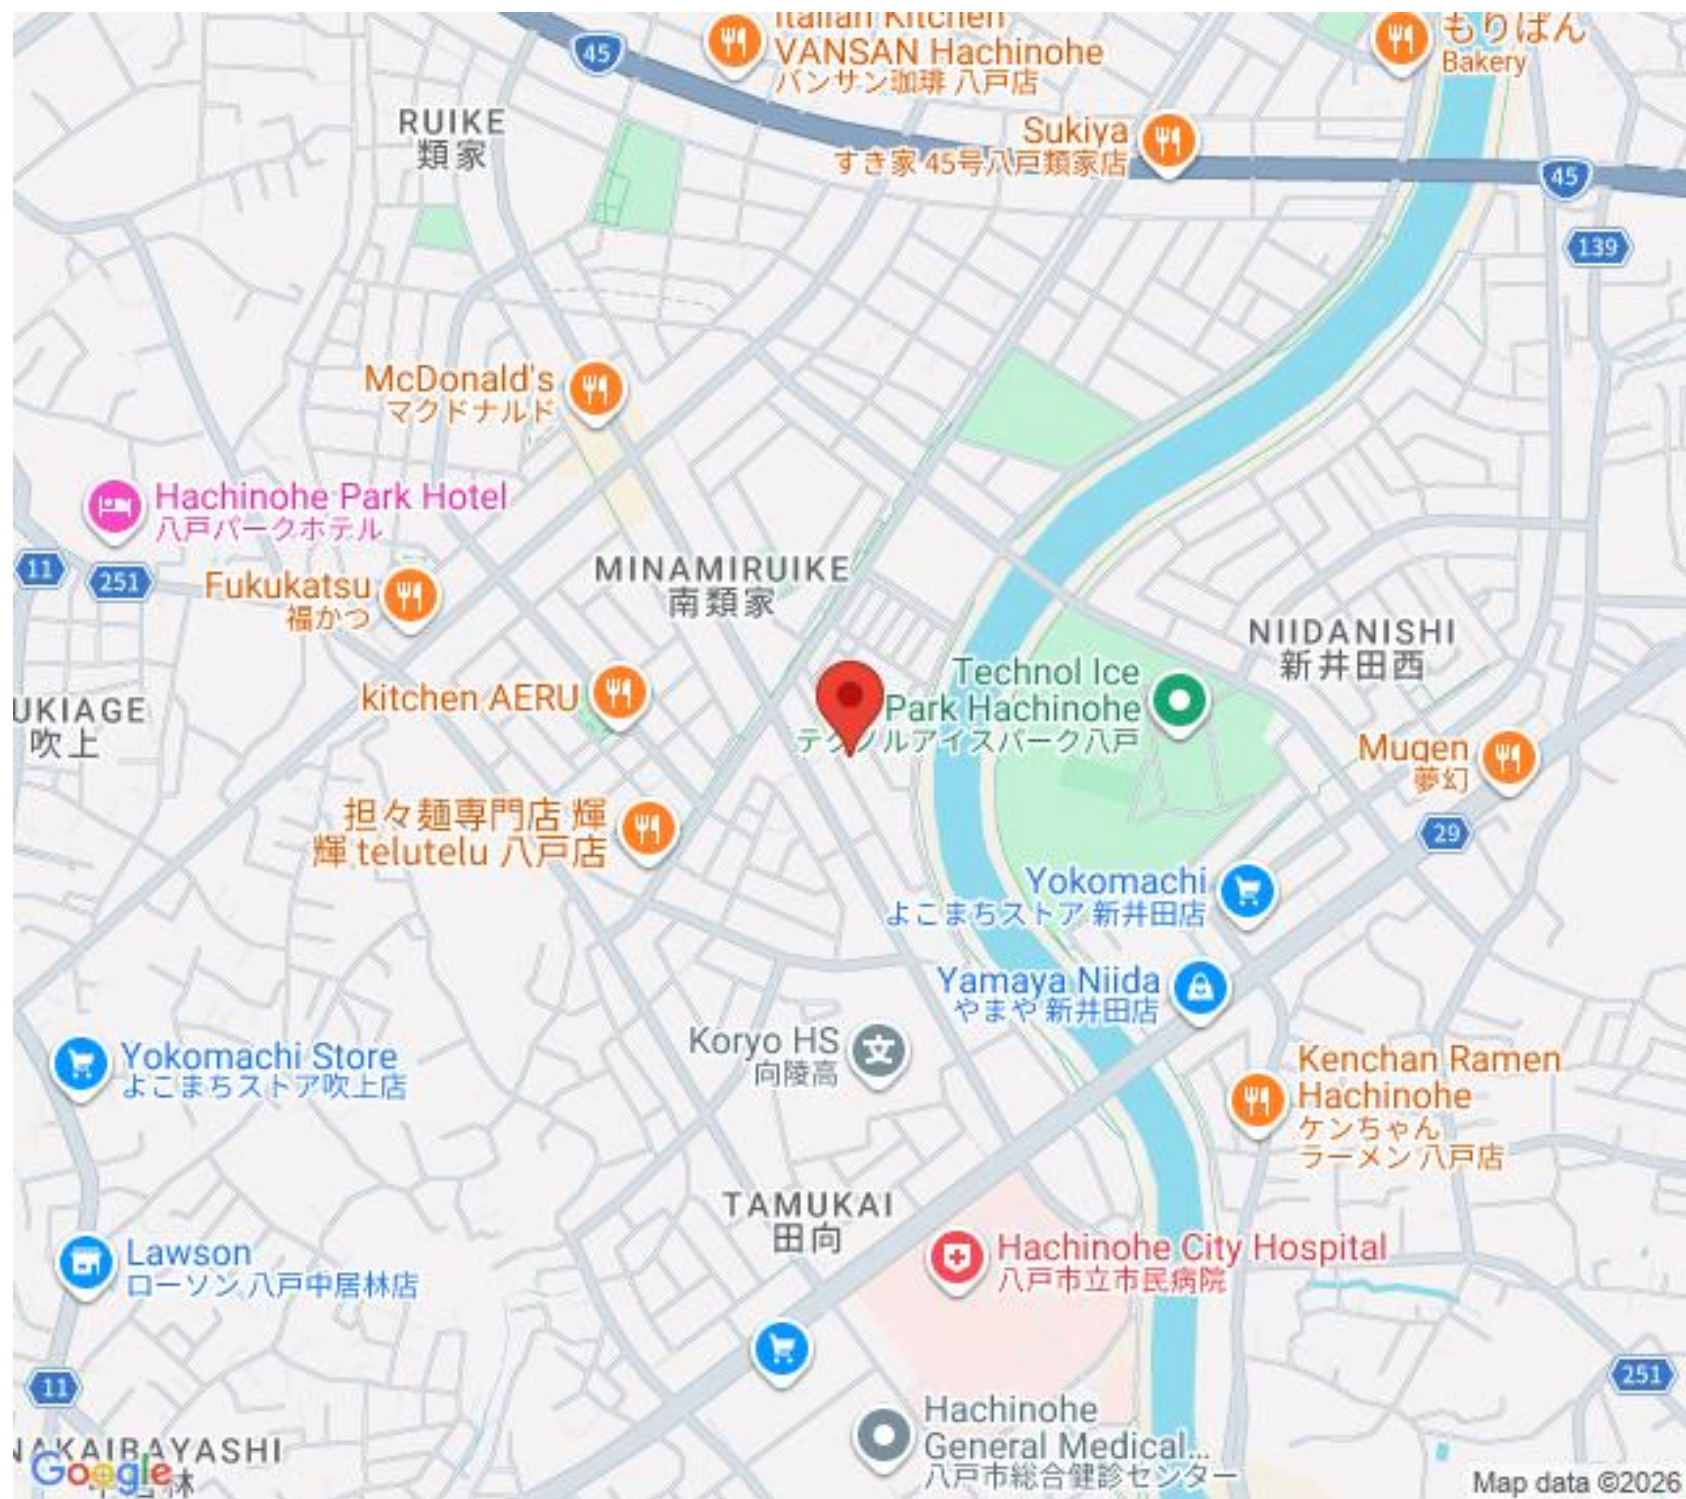 Italian Kitchen
VANSAN Hachinohe
バンサン珈琲 八戸店
もりぱん
Bakery
45
RUIKE
類家
Sukiya
すき家 45号八戸類家店
45
139
McDonald's
マクドナルド
Hachinohe Park Hotel
八戸パークホテル
11
251
Fukukatsu
福かつ
MINAMIRUIKE
南類家
NIIDANISHI
新井田西
Technol Ice
Park Hachinohe
テクノルアイスパーク八戸
kitchen AERU
UKIAGE
吹上
Mugen
夢幻
担々麺専門店 輝
輝 telutelu 八戸店
29
Yokomachi
よこまちストア 新井田店
Yamaya Niida
やまや 新井田店
Koryo HS
向陵高
Yokomachi Store
よこまちストア吹上店
Kenchan Ramen
Hachinohe
ケンちゃん
ラーメン 八戸店
TAMUKAI
田向
Hachinohe City Hospital
八戸市立市民病院
Lawson
ローソン 八戸中居林店
11
251
Hachinohe
General Medical...
八戸市総合健診センター
NAKAIBAYASHI
Google
Map data ©2026